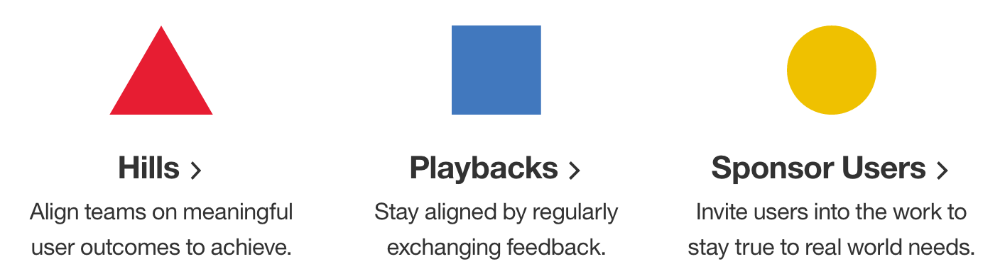 Hills >
Align teams on meaningful
user outcomes to achieve.
Playbacks >
Stay aligned by regularly
exchanging feedback.
Sponsor Users >
Invite users into the work to
stay true to real world needs.